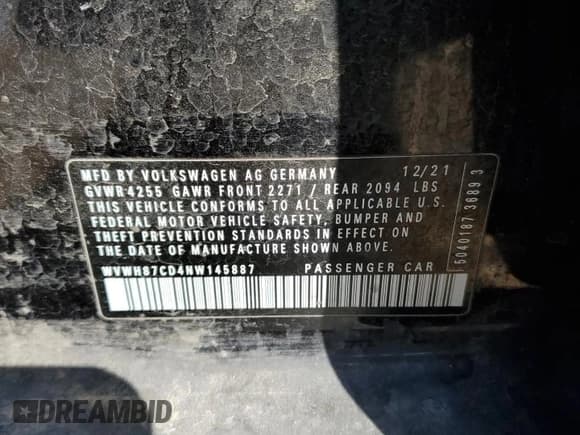 MFD BY VOLKSWAGEN AG GERMANY 12/21
GVWR 4255 GAWR FRONT 2271 / REAR 2094 LBS
THIS VEHICLE CONFORMS TO ALL APPLICABLE U.S.
FEDERAL MOTOR VEHICLE SAFETY, BUMPER AND
THEFT PREVENTION STANDARDS IN EFFECT ON
THE DATE OF MANUFACTURE SHOWN ABOVE.
WVWH87CD4NW145887 PASSENGER CAR
5040187 3689 3
DREAMBID